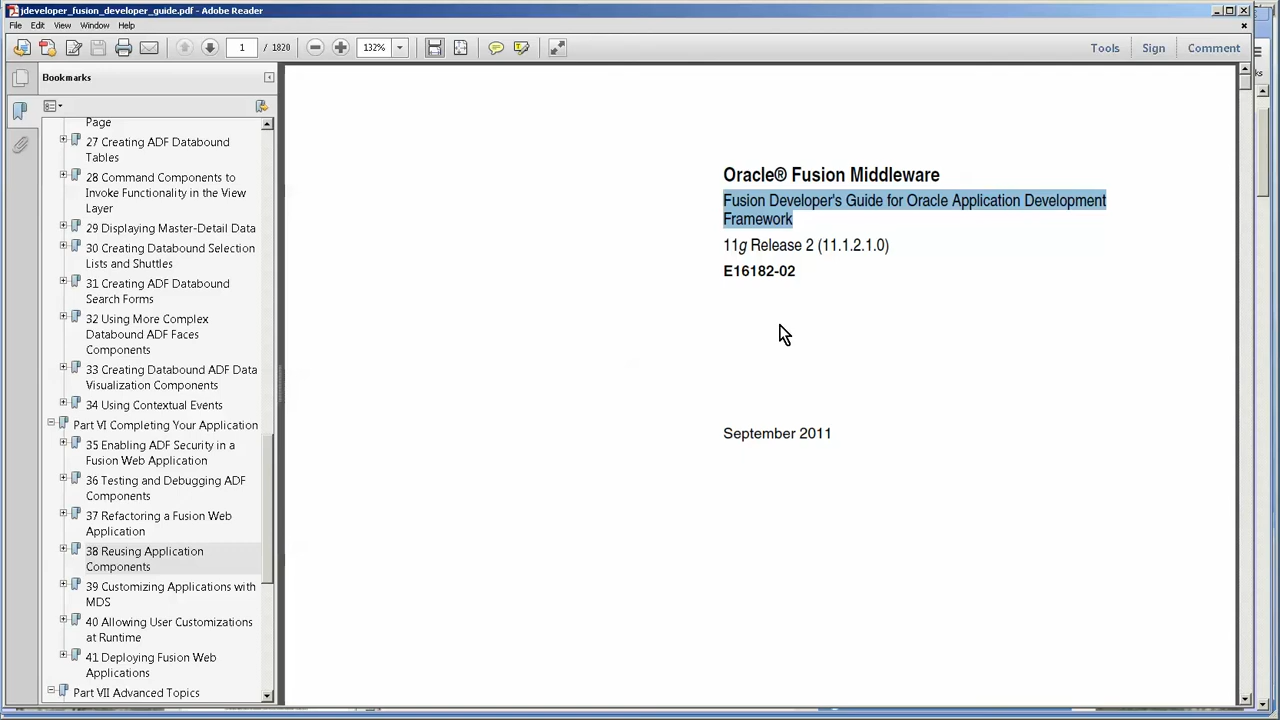 jdeveloper_fusion_developer_guide.pdf - Adobe Reader
File Edit View Window Help
1 / 1820 132% Tools Sign Comment
Bookmarks
Page
27 Creating ADF Databound
Tables
28 Command Components to
Invoke Functionality in the View
Layer
29 Displaying Master-Detail Data
30 Creating Databound Selection
Lists and Shuttles
31 Creating ADF Databound
Search Forms
32 Using More Complex
Databound ADF Faces
Components
33 Creating Databound ADF Data
Visualization Components
34 Using Contextual Events
Part VI Completing Your Application
35 Enabling ADF Security in a
Fusion Web Application
36 Testing and Debugging ADF
Components
37 Refactoring a Fusion Web
Application
38 Reusing Application
Components
39 Customizing Applications with
MDS
40 Allowing User Customizations
at Runtime
41 Deploying Fusion Web
Applications
Part VII Advanced Topics
Oracle® Fusion Middleware
Fusion Developer's Guide for Oracle Application Development
Framework
11g Release 2 (11.1.2.1.0)
E16182-02
September 2011